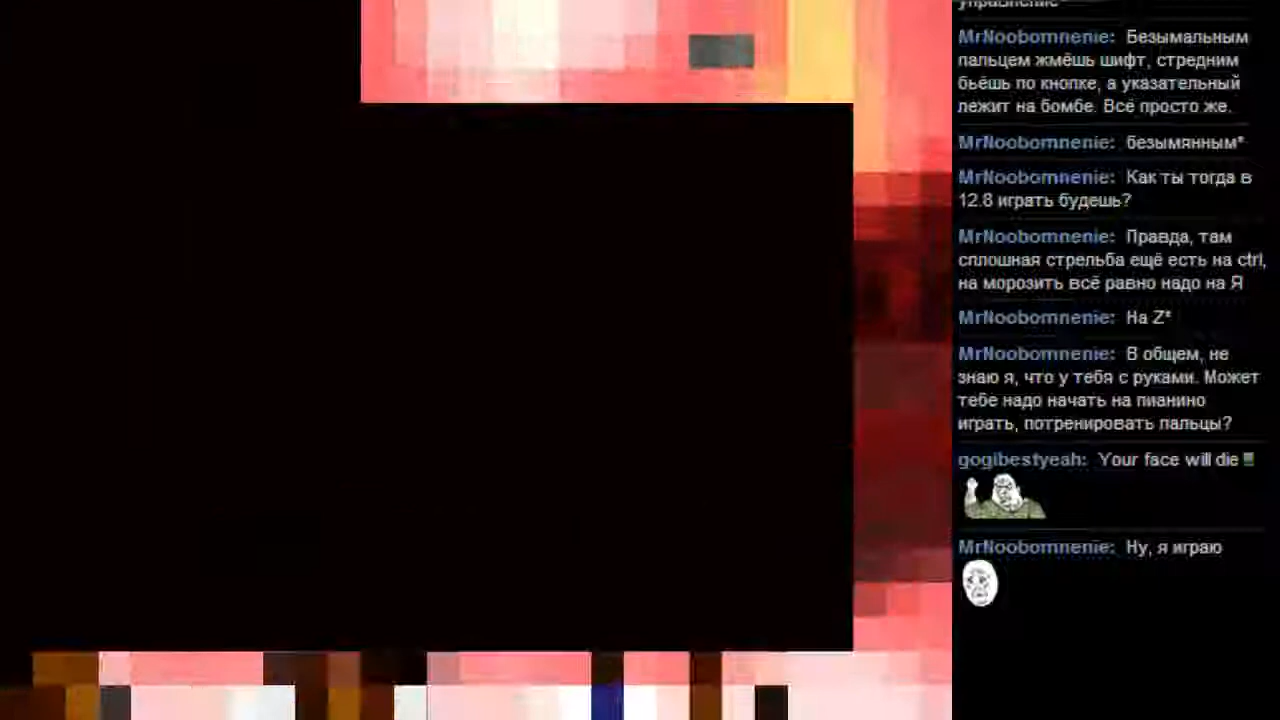 управление*
MrNoobomnenie: Безымальным
пальцем жмёшь шифт, стредним
бьёшь по кнопке, а указательный
лежит на бомбе. Всё просто же.
MrNoobomnenie: безымянным*
MrNoobomnenie: Как ты тогда в
12.8 играть будешь?
MrNoobomnenie: Правда, там
сплошная стрельба ещё есть на ctrl,
на морозить всё равно надо на Я
MrNoobomnenie: На Z*
MrNoobomnenie: В общем, не
знаю я, что у тебя с руками. Может
тебе надо начать на пианино
играть, потренировать пальцы?
gogibestyeah: Your face will die !!!
MrNoobomnenie: Ну, я играю